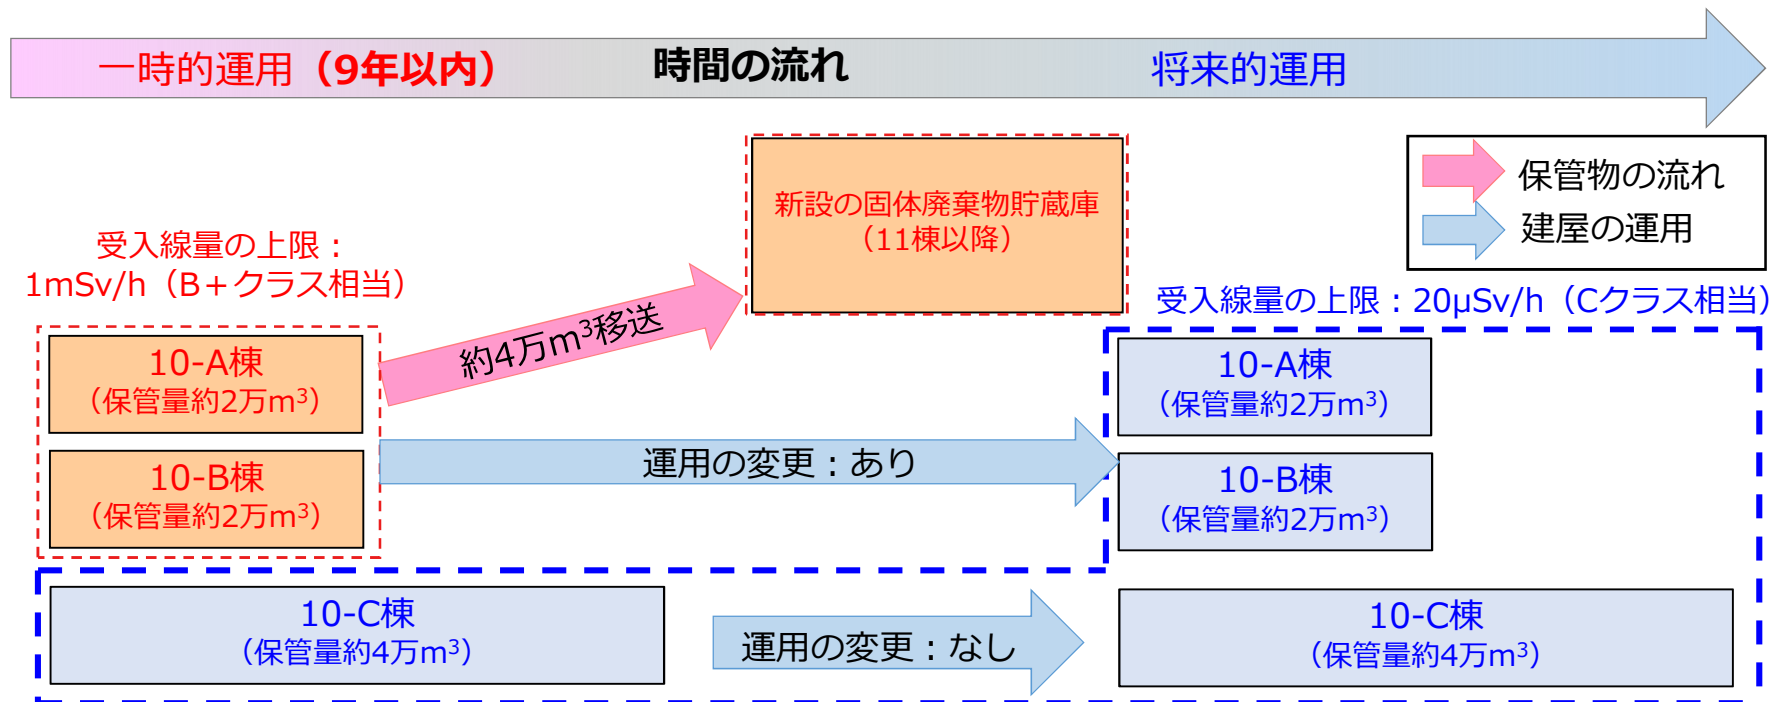 一時的運用（9年以内）
時間の流れ
将来的運用
保管物の流れ
建屋の運用
新設の固体廃棄物貯蔵庫
（11棟以降）
受入線量の上限：
1mSv/h（B＋クラス相当）
受入線量の上限：20μSv/h（Cクラス相当）
約4万m³移送
10-A棟
（保管量約2万m³）
10-B棟
（保管量約2万m³）
運用の変更：あり
10-A棟
（保管量約2万m³）
10-B棟
（保管量約2万m³）
10-C棟
（保管量約4万m³）
運用の変更：なし
10-C棟
（保管量約4万m³）